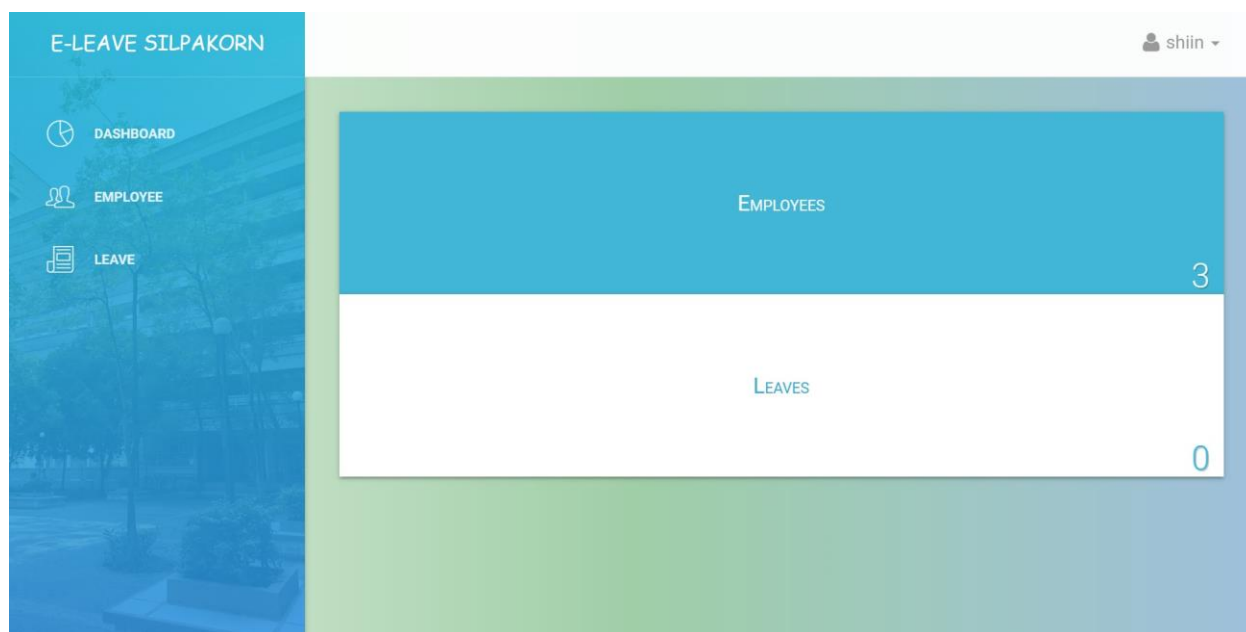 E-LEAVE SILPAKORN
shiin
DASHBOARD
EMPLOYEE
LEAVE
Employees
3
Leaves
0